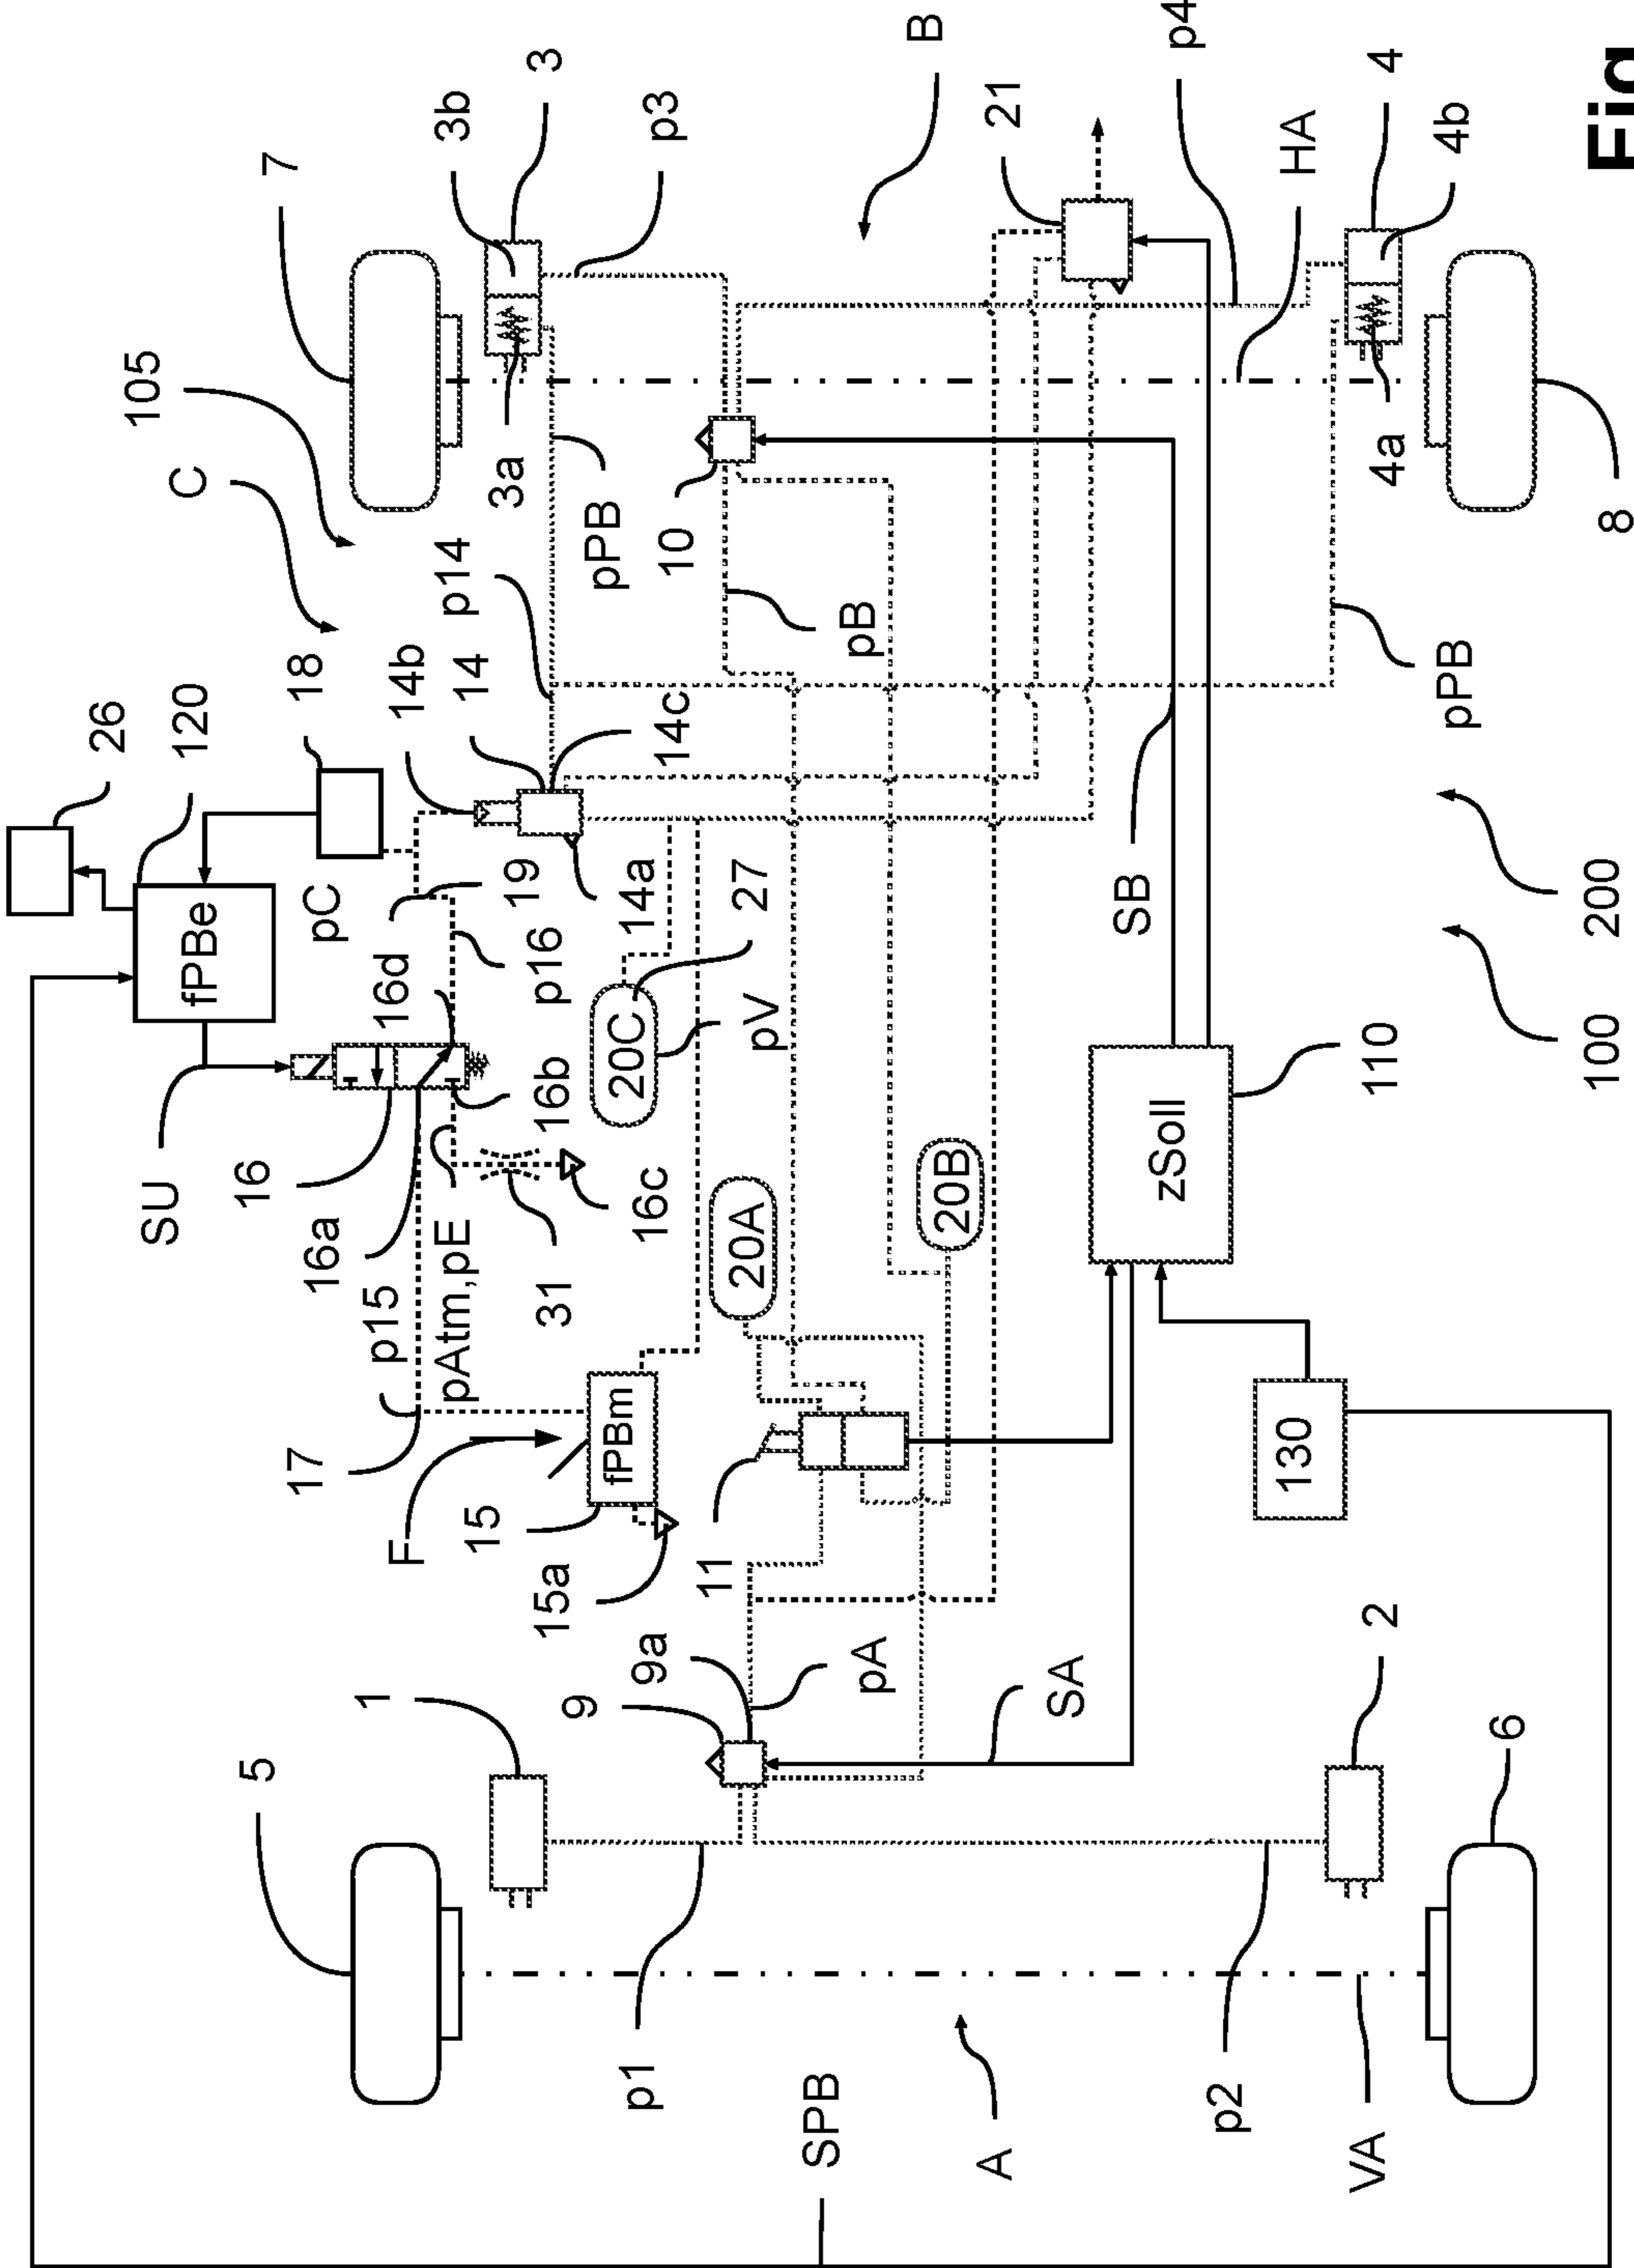 26
120
18
14b
14
C
105
7
3b
3
p3
B
21
p4
HA
4
4b
Fig
fPBe
pC
19
14a
27
14c
p14
pPB
3a
10
pB
4a
8
SU
16
16a
16d
p16
16b
16c
31
20C
pV
20A
20B
SB
pPB
200
100
110
zSoll
p15
pAtm,pE
17
F
15
15a
fPBm
11
130
5
1
9
9a
pA
SA
2
6
p1
A
p2
VA
SPB